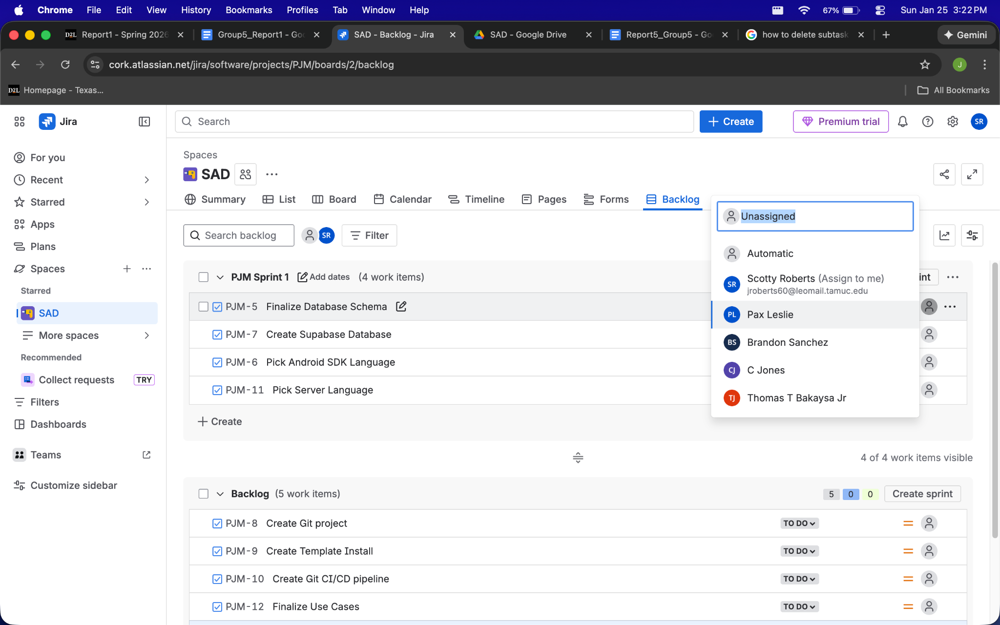 Chrome File Edit View History Bookmarks Profiles Tab Window Help 67% Sun Jan 25 3:22 PM
D2L Report1 - Spring 2026 Group5_Report1 - Goo SAD - Backlog - Jira SAD - Google Drive Report5_Group5 - Go how to delete subtask Gemini
cork.atlassian.net/jira/software/projects/PJM/boards/2/backlog J
D2L Homepage - Texas... All Bookmarks
Jira
Search
Create
Premium trial
SR
For you
Recent
Starred
Apps
Plans
Spaces
Starred
SAD
More spaces
Recommended
Collect requests TRY
Filters
Dashboards
Teams
Customize sidebar
Spaces
SAD
Summary List Board Calendar Timeline Pages Forms Backlog
Search backlog SR Filter
PJM Sprint 1 Add dates (4 work items) int
PJM-5 Finalize Database Schema
PJM-7 Create Supabase Database
PJM-6 Pick Android SDK Language
PJM-11 Pick Server Language
Create
Unassigned
Automatic
SR Scotty Roberts (Assign to me)
jroberts60@leomail.tamuc.edu
PL Pax Leslie
BS Brandon Sanchez
CJ C Jones
TJ Thomas T Bakaysa Jr
4 of 4 work items visible
Backlog (5 work items) 5 0 0 Create sprint
PJM-8 Create Git project TO DO
PJM-9 Create Template Install TO DO
PJM-10 Create Git CI/CD pipeline TO DO
PJM-12 Finalize Use Cases TO DO